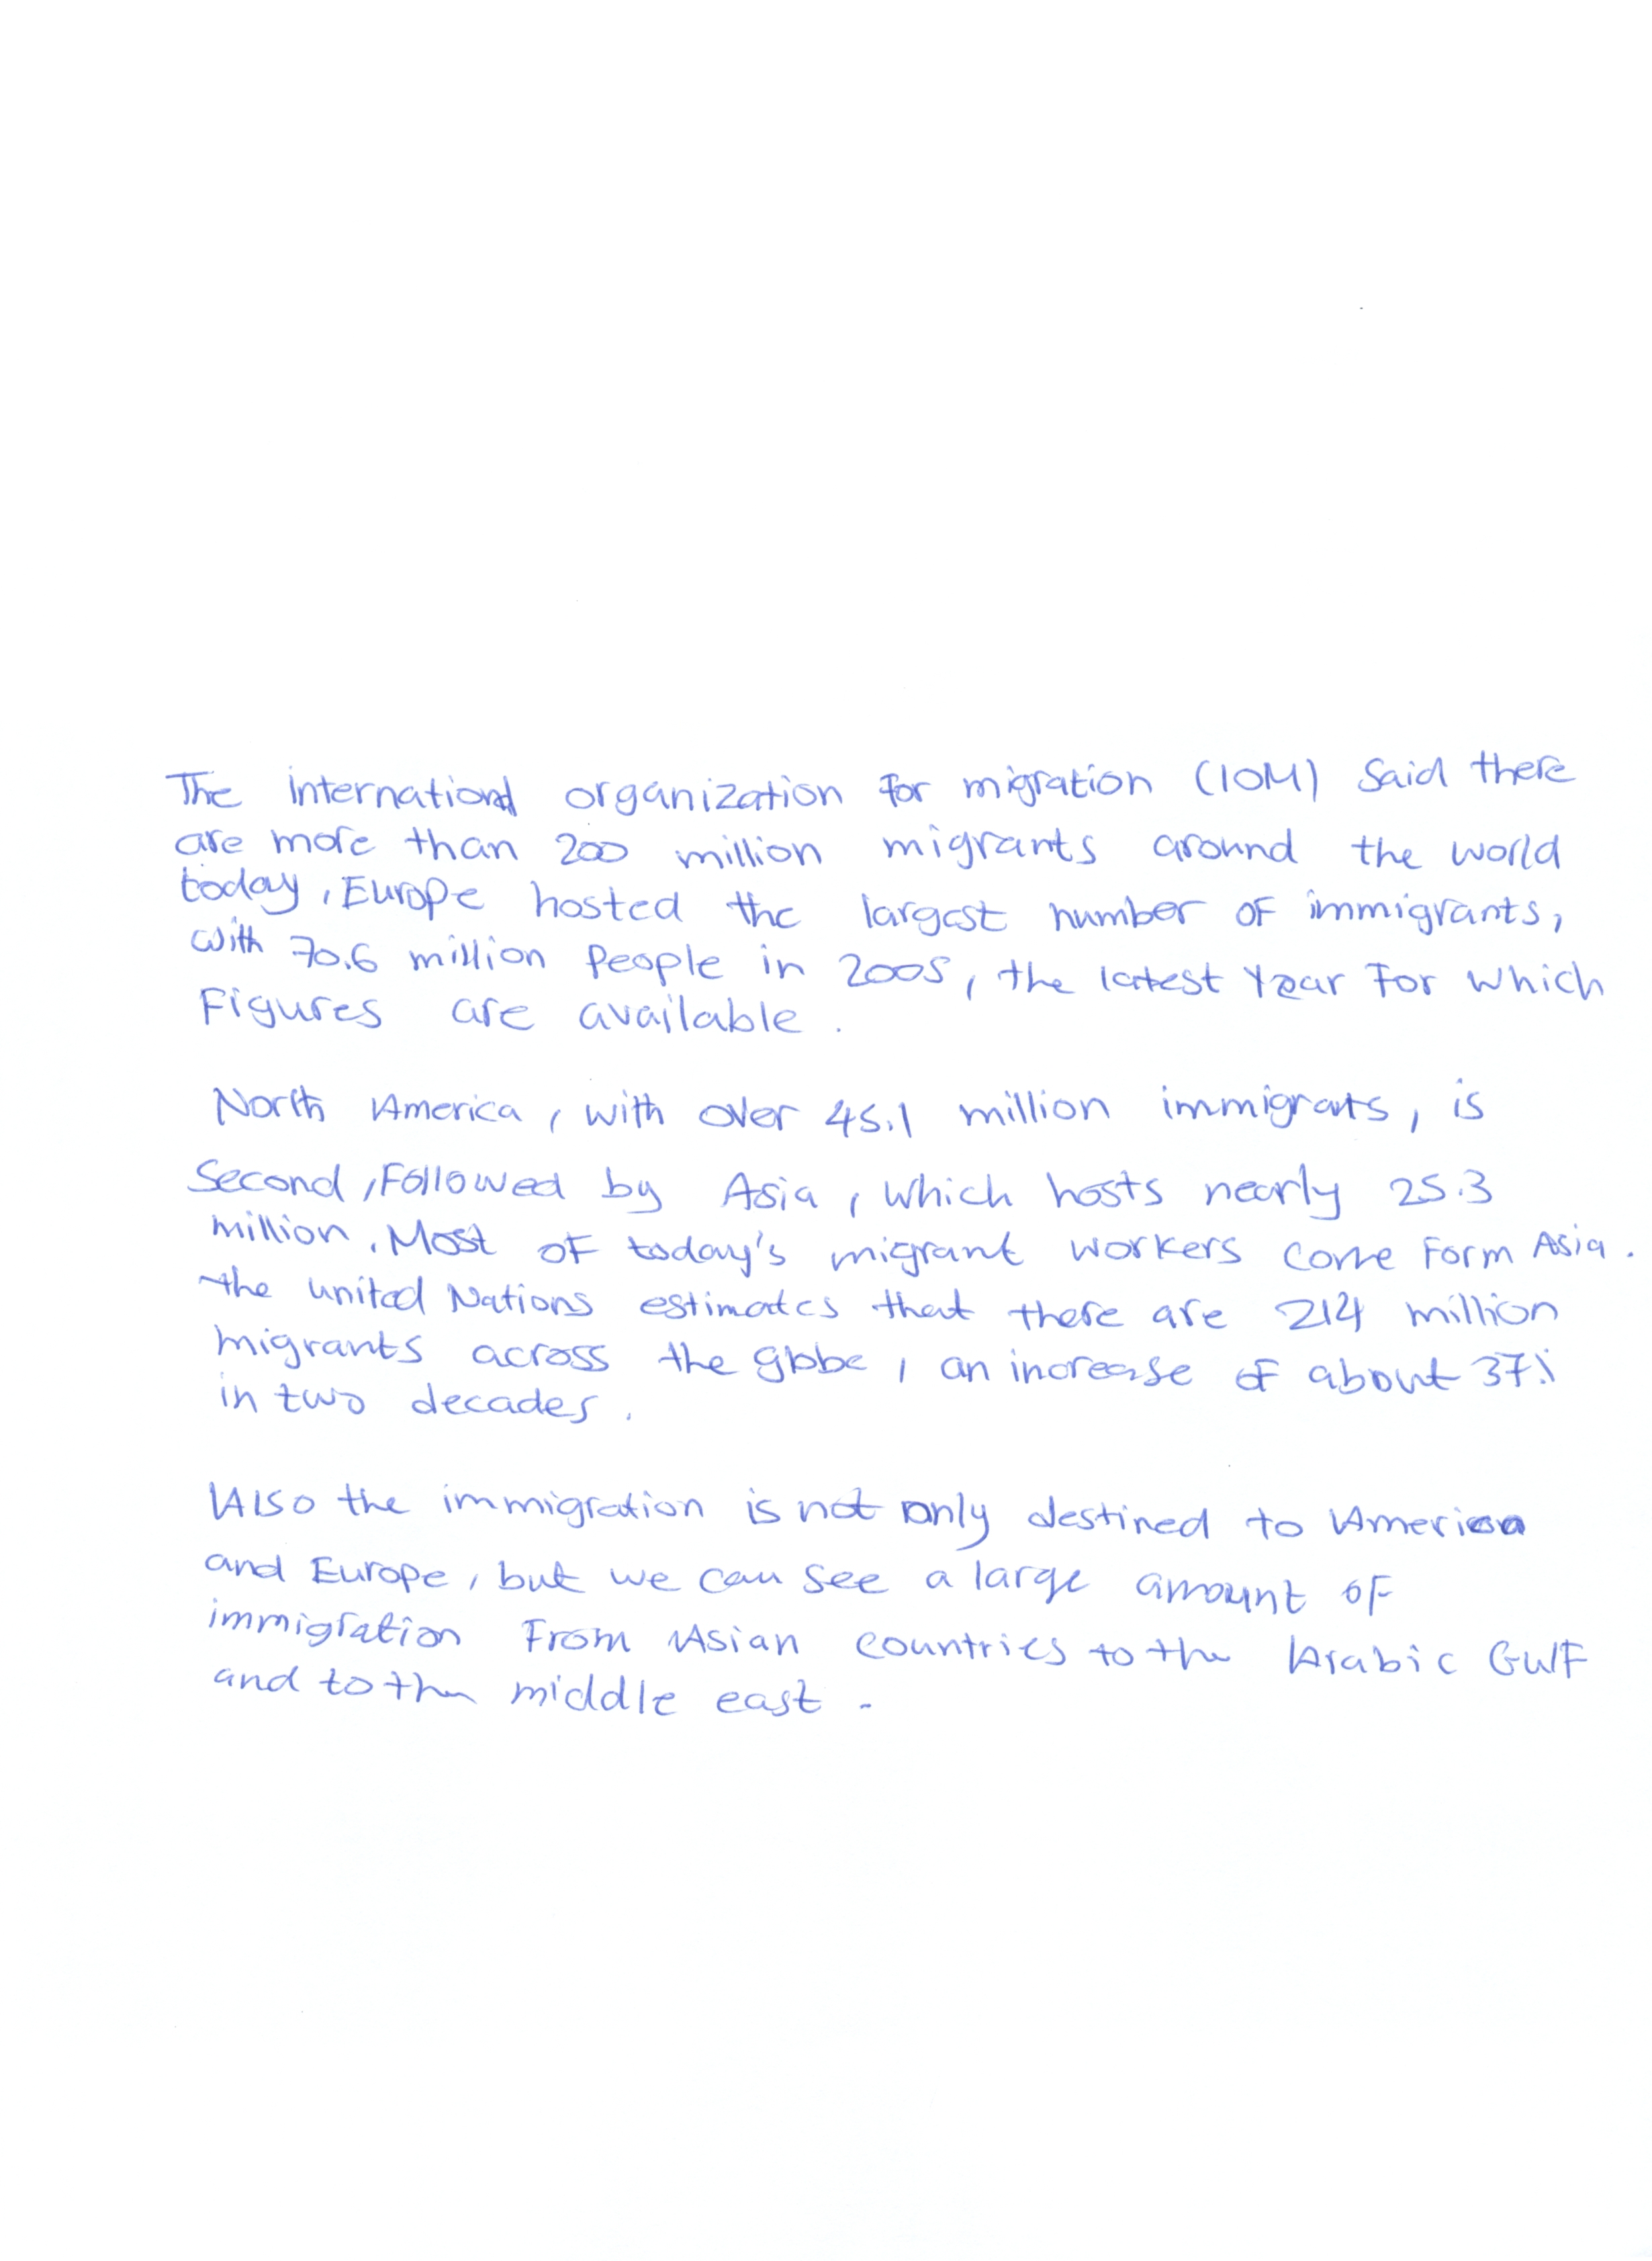 The international organization for migration (IOM) said there
are more than 200 million migrants around the world
today, Europe hosted the largest number of immigrants,
with 70.6 million people in 2005, the latest year for which
Figures are available.
North America, with over 45.1 million immigrats, is
Second, Followed by Asia, which hosts nearly 25.3
million. Most of today's migrant workers come form Asia.
the united Nations estimates that there are 214 million
migrants across the globe, an increase of about 37%
in two decades.
Also the immigration is not only destined to America
and Europe, but we can see a large amount of
immigration From Asian countries to the Arabic Gulf
and to the middle east.